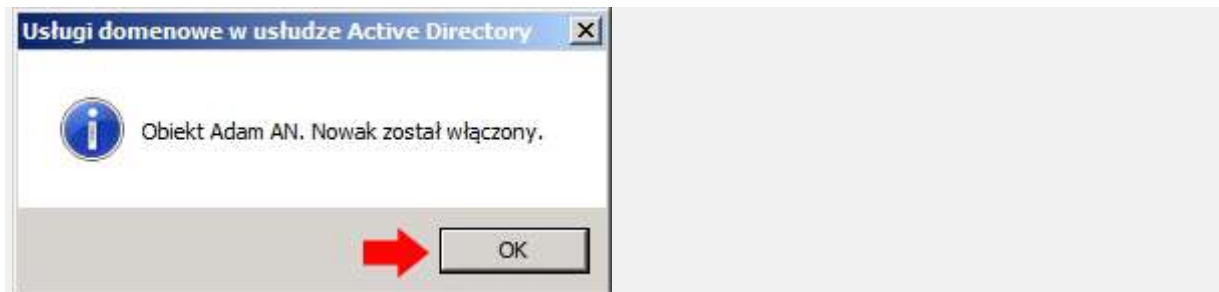 Usługi domenowe w usłudze Active Directory
Obiekt Adam AN. Nowak został włączony.
OK